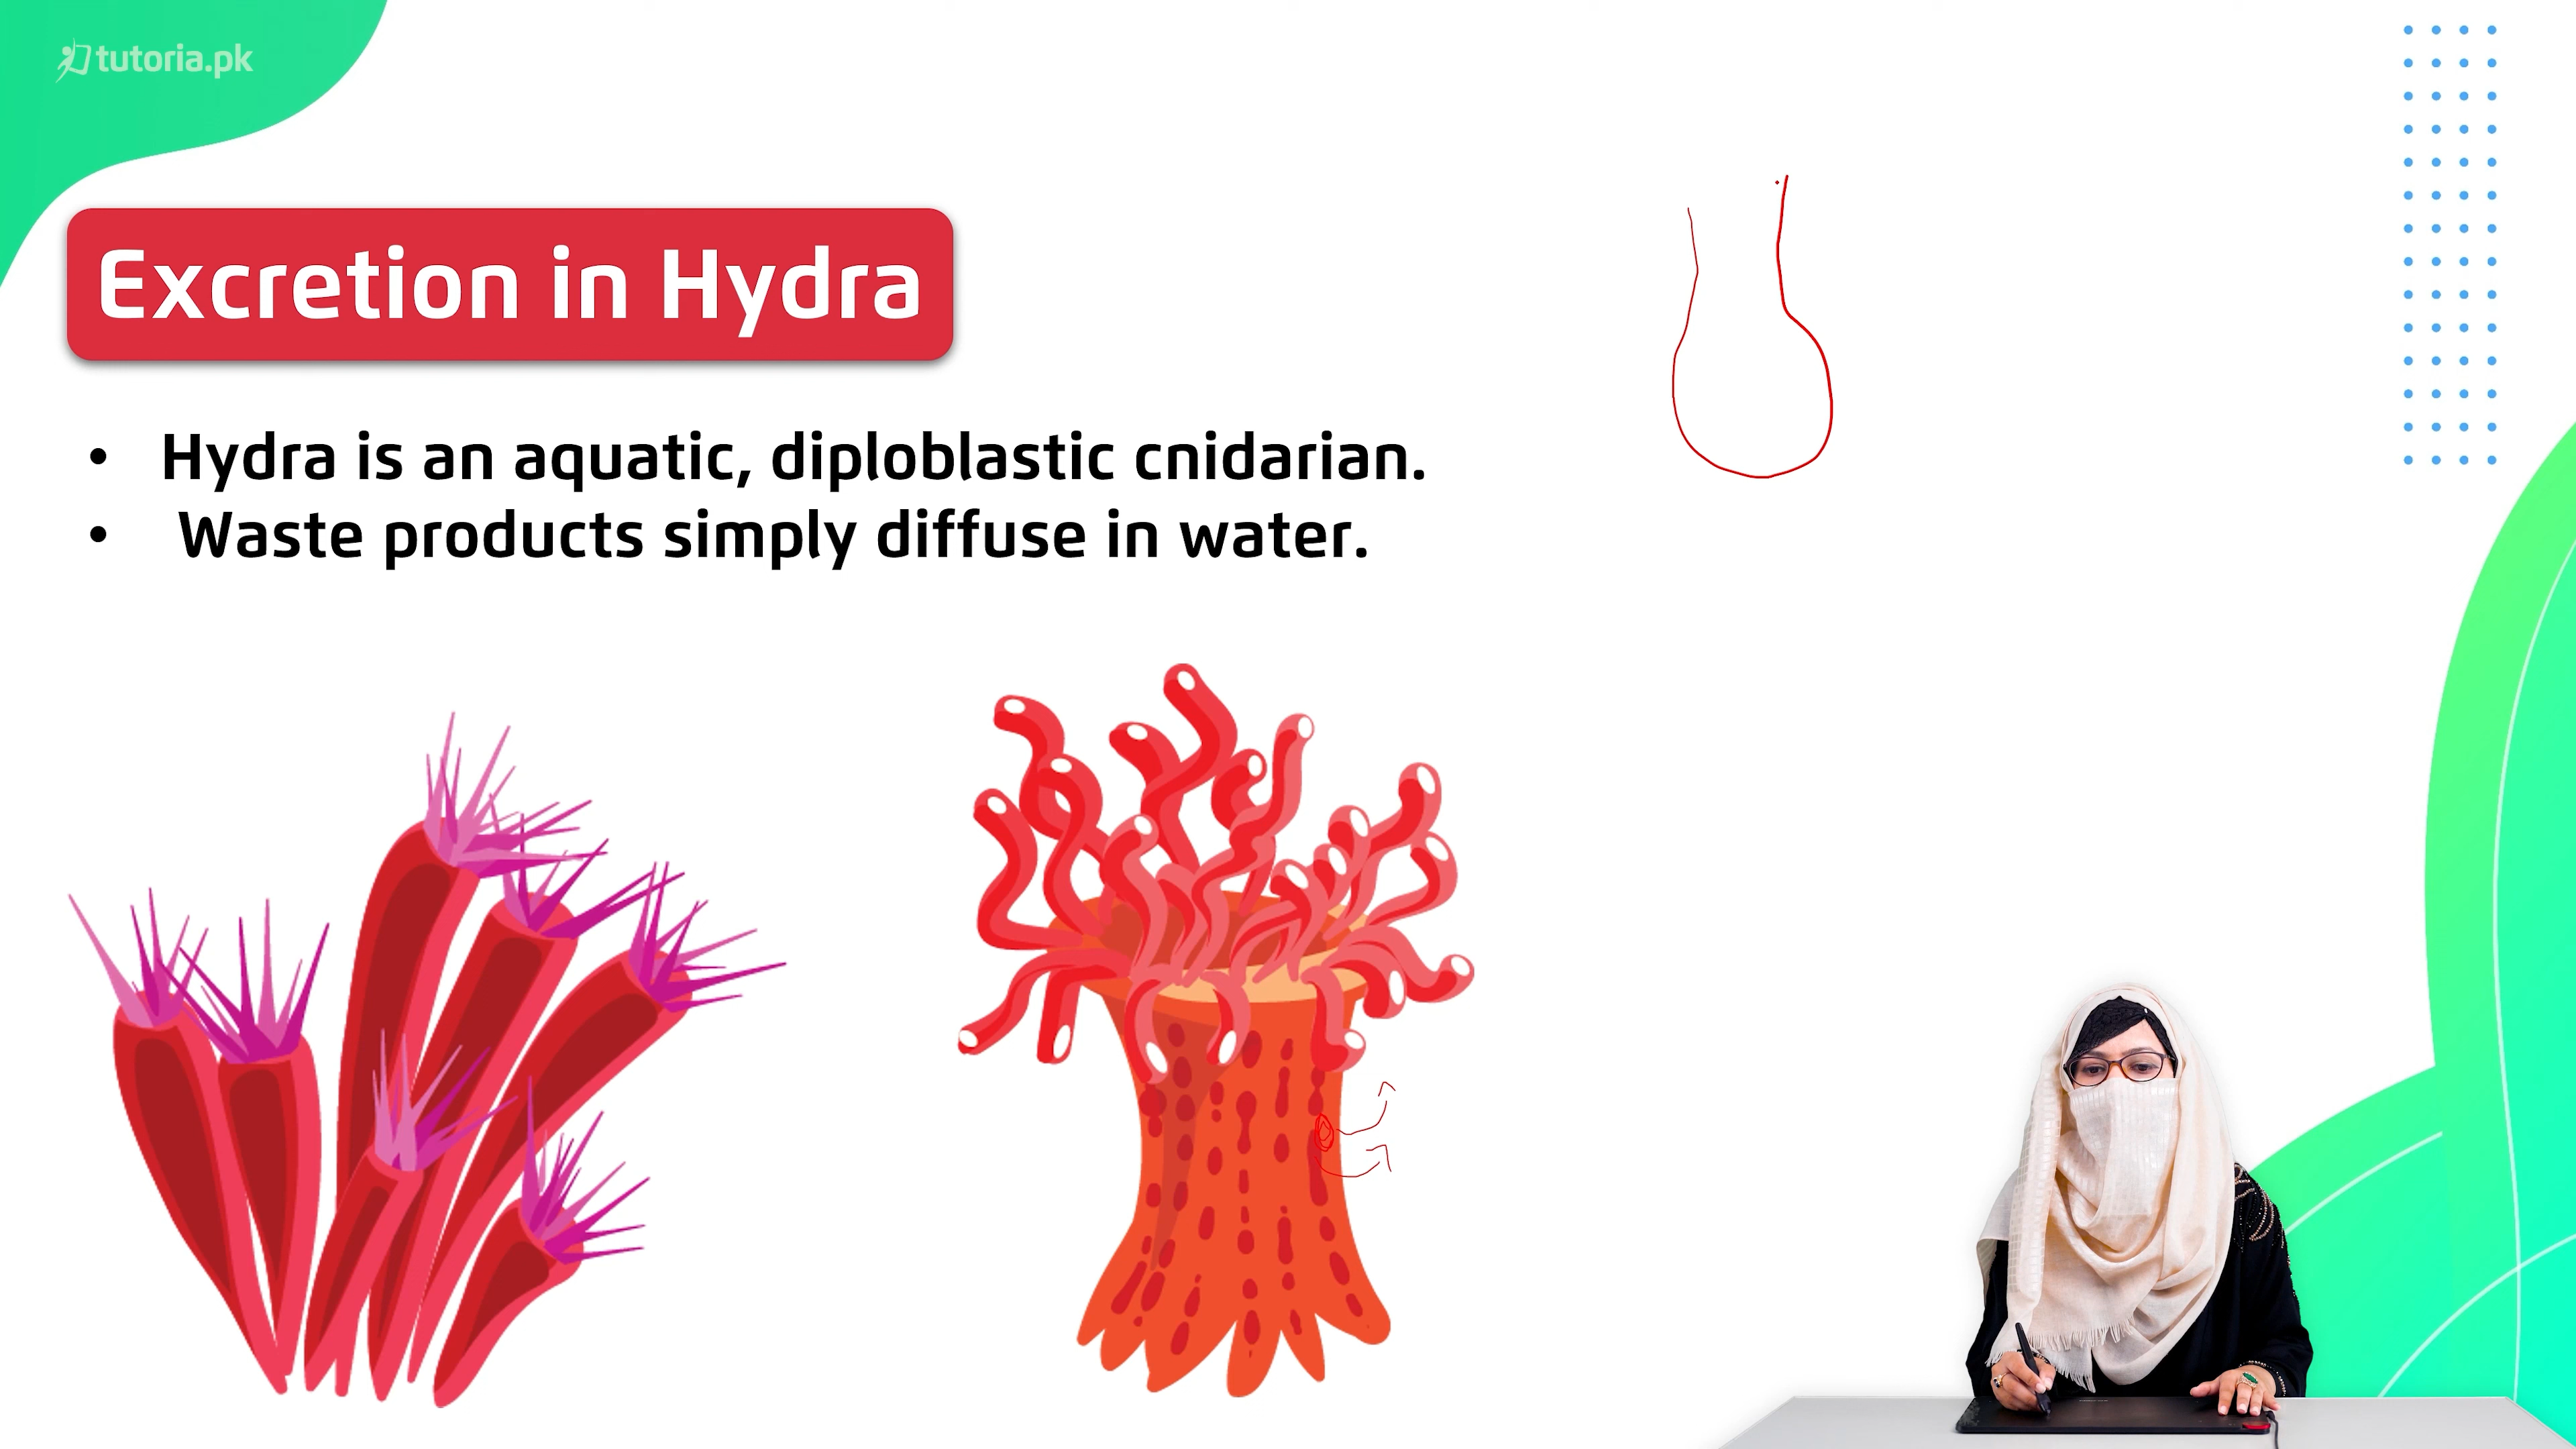 tutoria.pk
Excretion in Hydra
• Hydra is an aquatic, diploblastic cnidarian.
• Waste products simply diffuse in water.